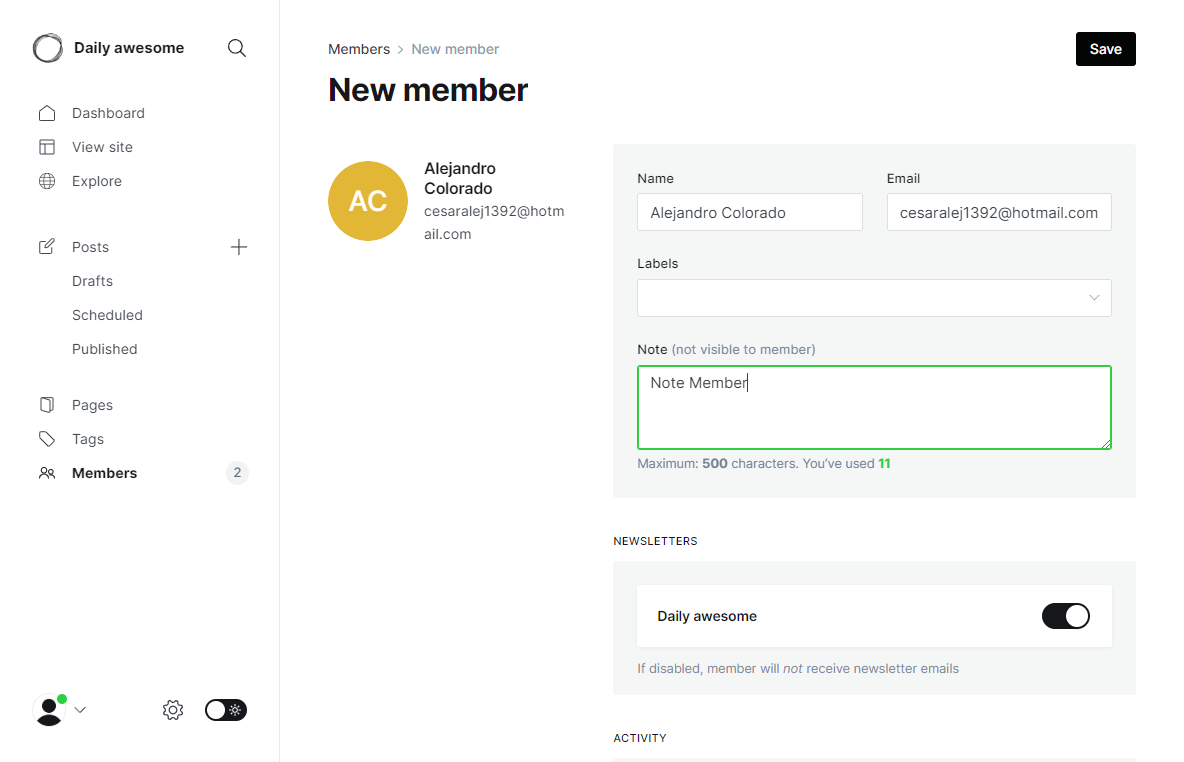 Daily awesome
Dashboard
View site
Explore
Posts
Drafts
Scheduled
Published
Pages
Tags
Members 2
Members > New member
Save
New member
AC
Alejandro
Colorado
cesaralej1392@hotm
ail.com
Name
Alejandro Colorado
Email
cesaralej1392@hotmail.com
Labels
Note (not visible to member)
Note Member
Maximum: 500 characters. You’ve used 11
NEWSLETTERS
Daily awesome
If disabled, member will not receive newsletter emails
ACTIVITY